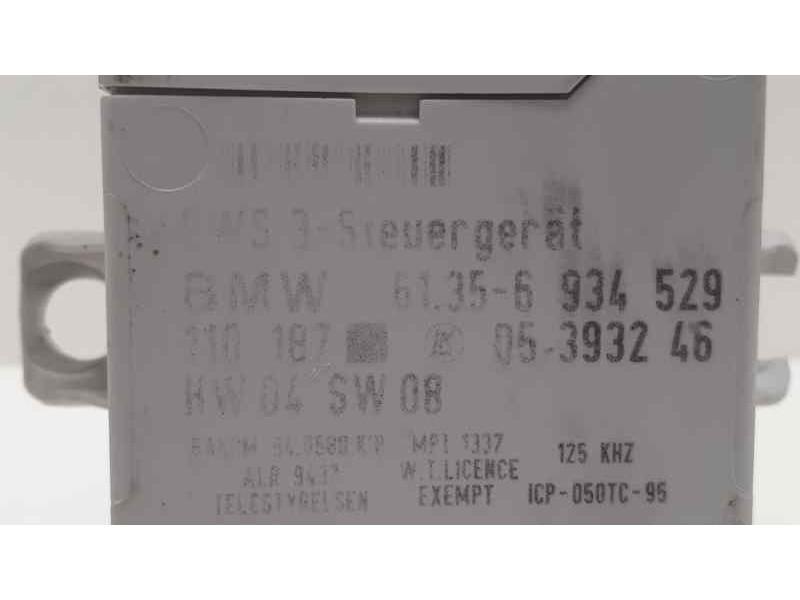 EWS 3-Steuergerät
BMW 61.35-6 934 529
110 187 05.3932 46
HW 04 SW 08
MPT 1337 125 KHZ
W.T.LICENCE
TELESTYRELSEN EXEMPT ICP-050TC-96